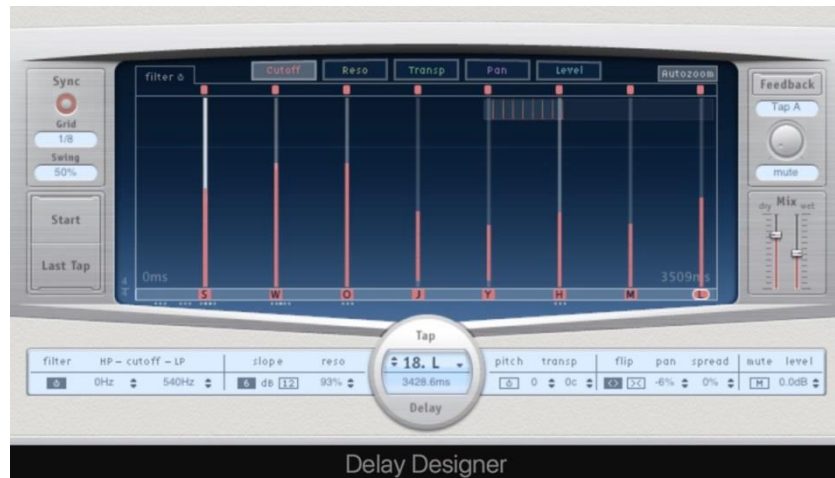 Cutoff Reso Transp Pan Level
filter Autozoom
Sync
Grid
1/8
Swing
50%
Start
Last Tap
Feedback
Tap A
mute
dry Mix wet
0ms 3509ms
S W O J Y H M L
Tap
18. L
3428.6ms
Delay
filter HP - cutoff - LP slope reso pitch transp flip pan spread mute level
0Hz 540Hz 6 dB 12 93% 0 0c -6% 0% M 0.0dB
Delay Designer